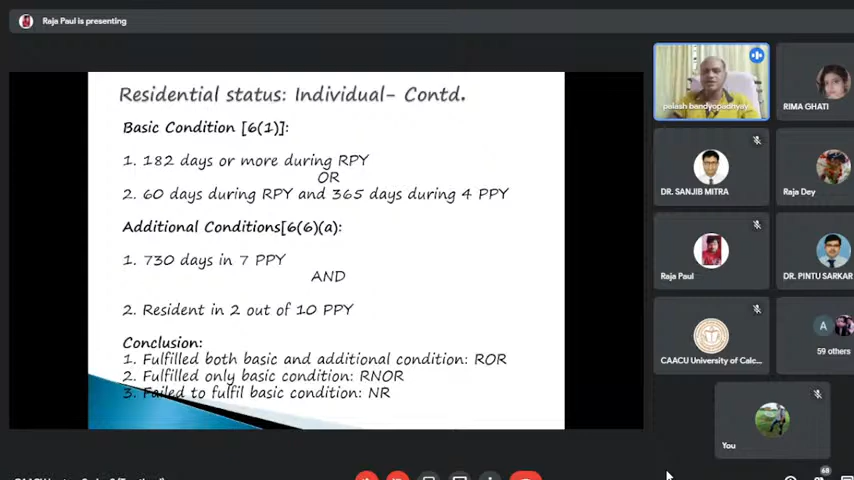 Raja Paul is presenting
Residential status: Individual- Contd.
Basic Condition [6(1)]:
1. 182 days or more during RPY
OR
2. 60 days during RPY and 365 days during 4 PPY
Additional Conditions[6(6)(a):
1. 730 days in 7 PPY
AND
2. Resident in 2 out of 10 PPY
Conclusion:
1. Fulfilled both basic and additional condition: ROR
2. Fulfilled only basic condition: RNOR
3. Failed to fulfil basic condition: NR
palash bandyopadhyay
RIMA GHATI
DR. SANJIB MITRA
Raja Dey
Raja Paul
DR. PINTU SARKAR
CAACU University of Calc...
A
59 others
You
68